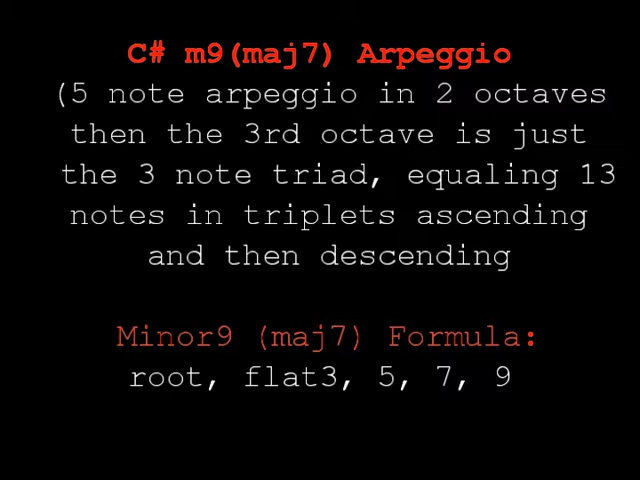 C# m9(maj7) Arpeggio
(5 note arpeggio in 2 octaves
then the 3rd octave is just
the 3 note triad, equaling 13
notes in triplets ascending
and then descending
Minor9 (maj7) Formula:
root, flat3, 5, 7, 9